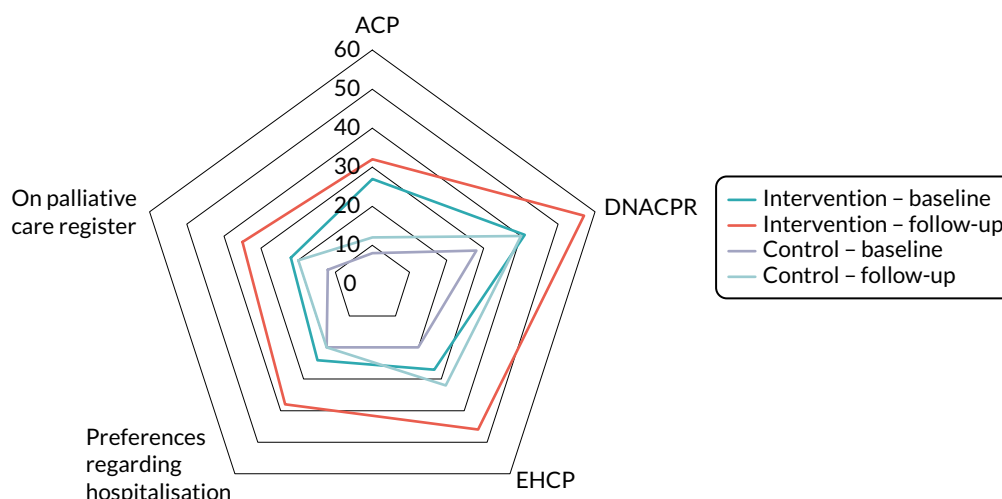 ACP
60
50
40
30
20
10
0
On palliative
care register
DNACPR
Intervention – baseline
Intervention – follow-up
Control – baseline
Control – follow-up
Preferences
regarding
hospitalisation
EHCP